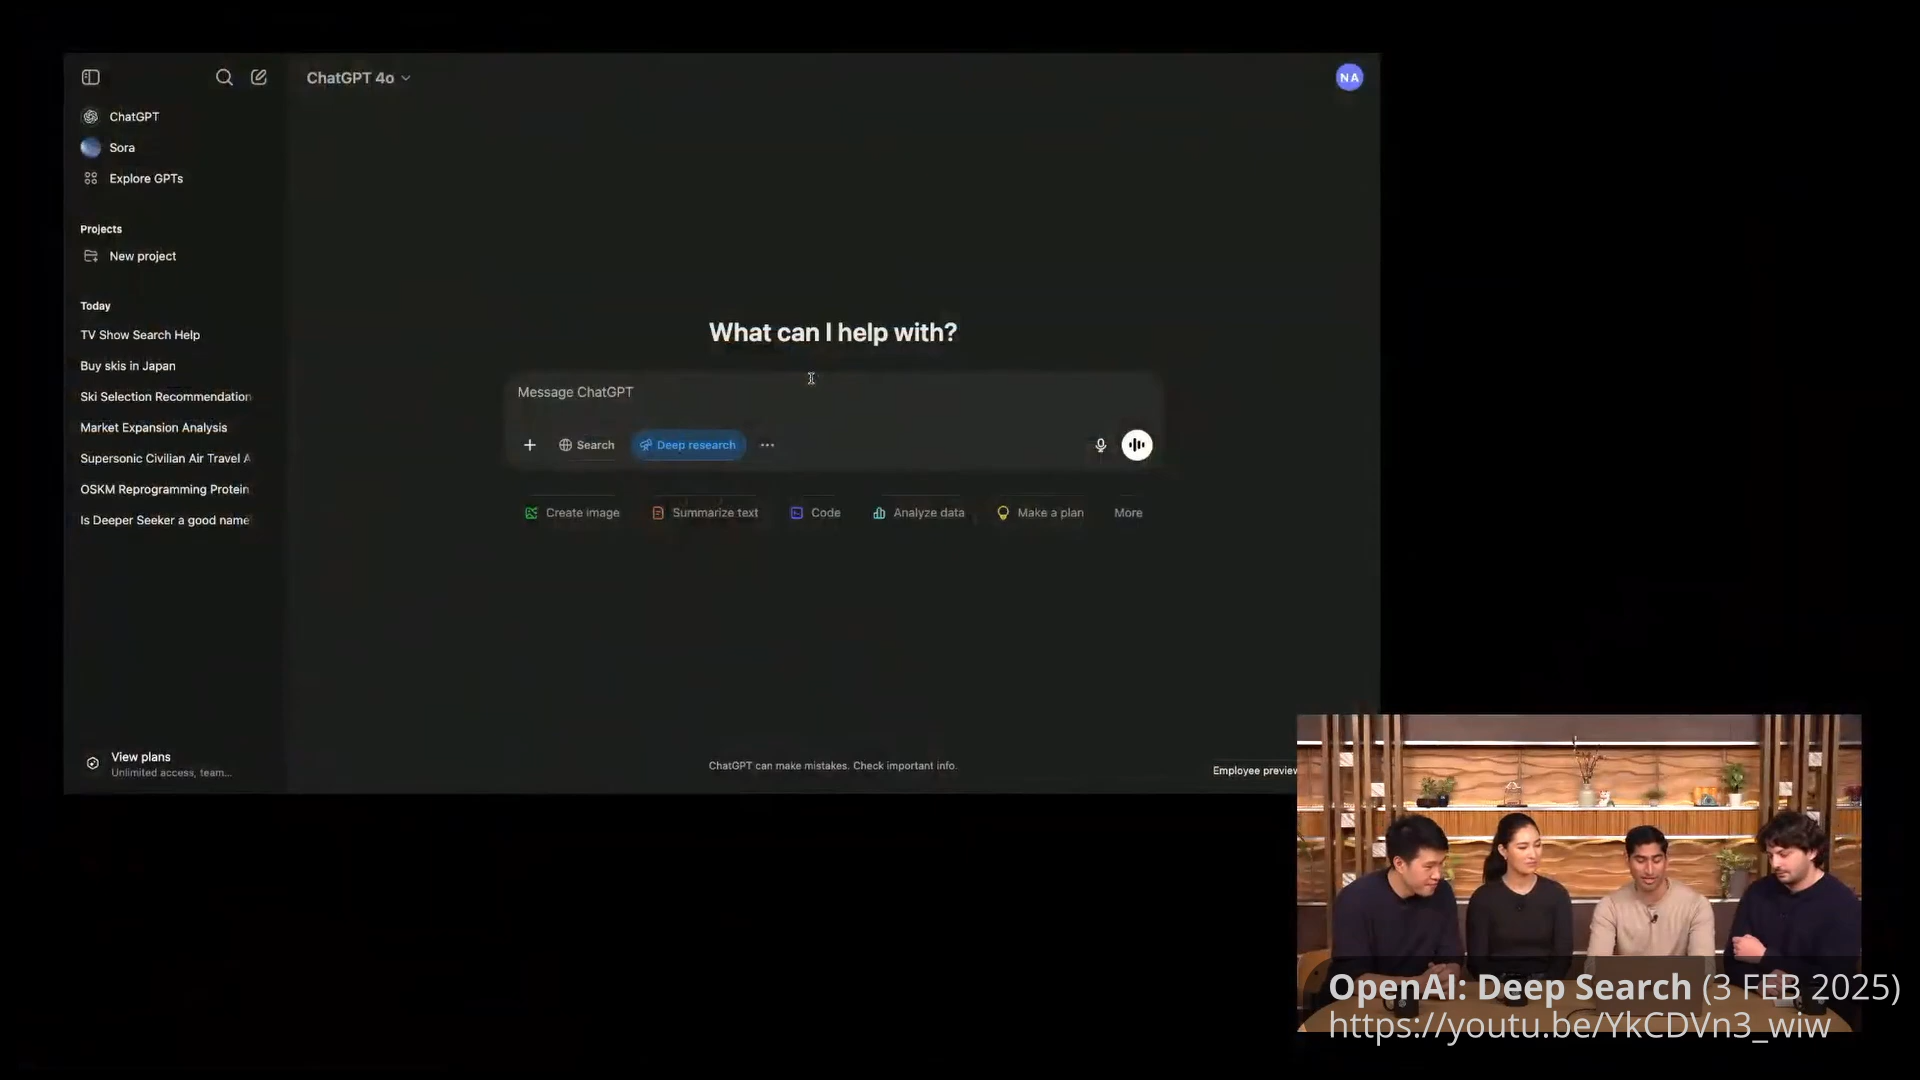 ChatGPT 4o
NA
ChatGPT
Sora
Explore GPTs
Projects
New project
Today
TV Show Search Help
Buy skis in Japan
Ski Selection Recommendation
Market Expansion Analysis
Supersonic Civilian Air Travel A
OSKM Reprogramming Protein
Is Deeper Seeker a good name
What can I help with?
Message ChatGPT
Search
Deep research
Create image
Summarize text
Code
Analyze data
Make a plan
More
View plans
Unlimited access, team...
ChatGPT can make mistakes. Check important info.
Employee preview
OpenAI: Deep Search (3 FEB 2025)
https://youtu.be/YkCDVn3_wiw